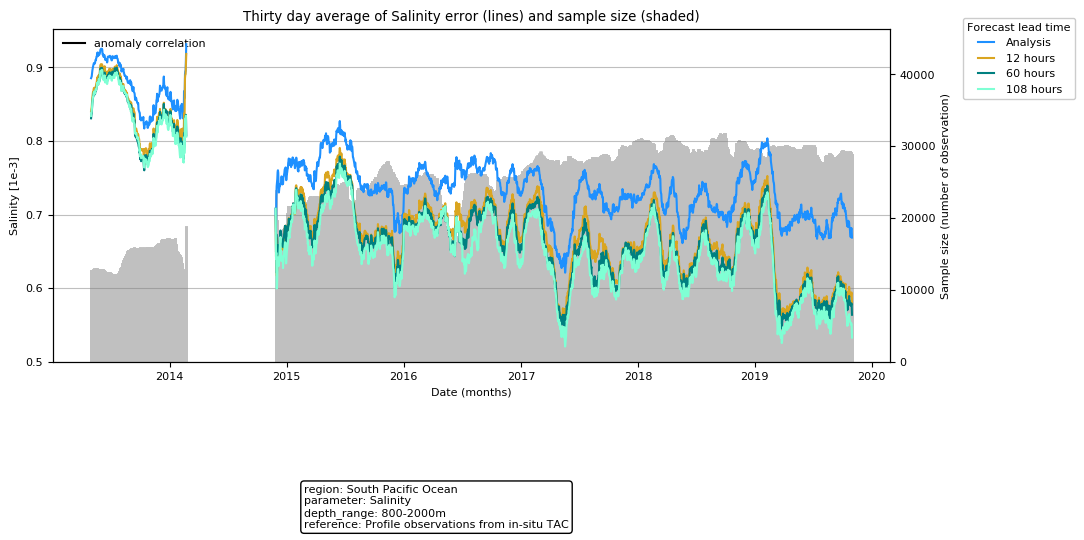 Thirty day average of Salinity error (lines) and sample size (shaded)
anomaly correlation
Forecast lead time
Analysis
12 hours
60 hours
108 hours
Salinity [1e-3]
0.9
0.8
0.7
0.6
0.5
40000
30000
20000
10000
0
Sample size (number of observation)
2014 2015 2016 2017 2018 2019 2020
Date (months)
region: South Pacific Ocean
parameter: Salinity
depth_range: 800-2000m
reference: Profile observations from in-situ TAC